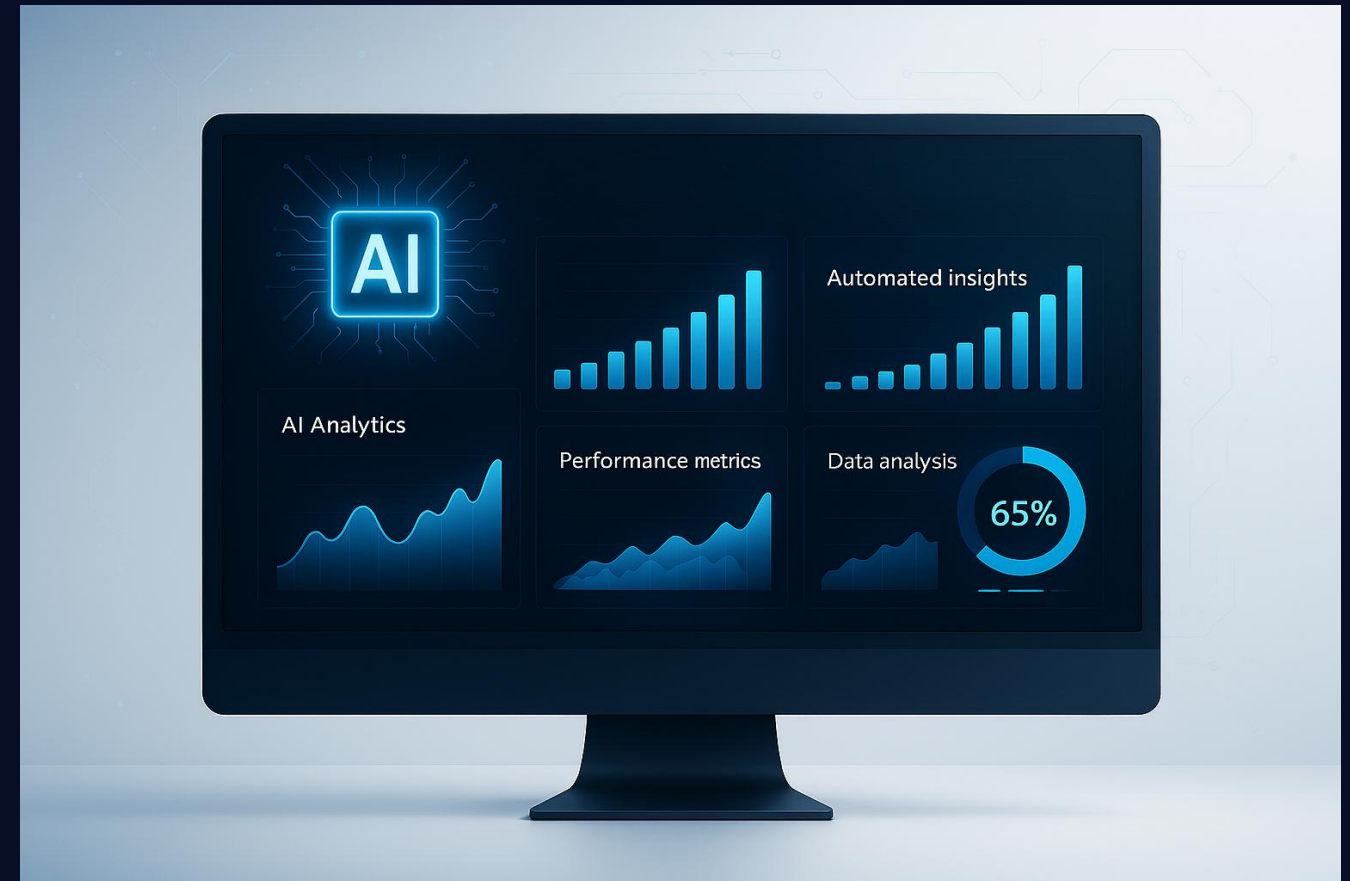 AI
Automated insights
AI Analytics
Performance metrics
Data analysis
65%